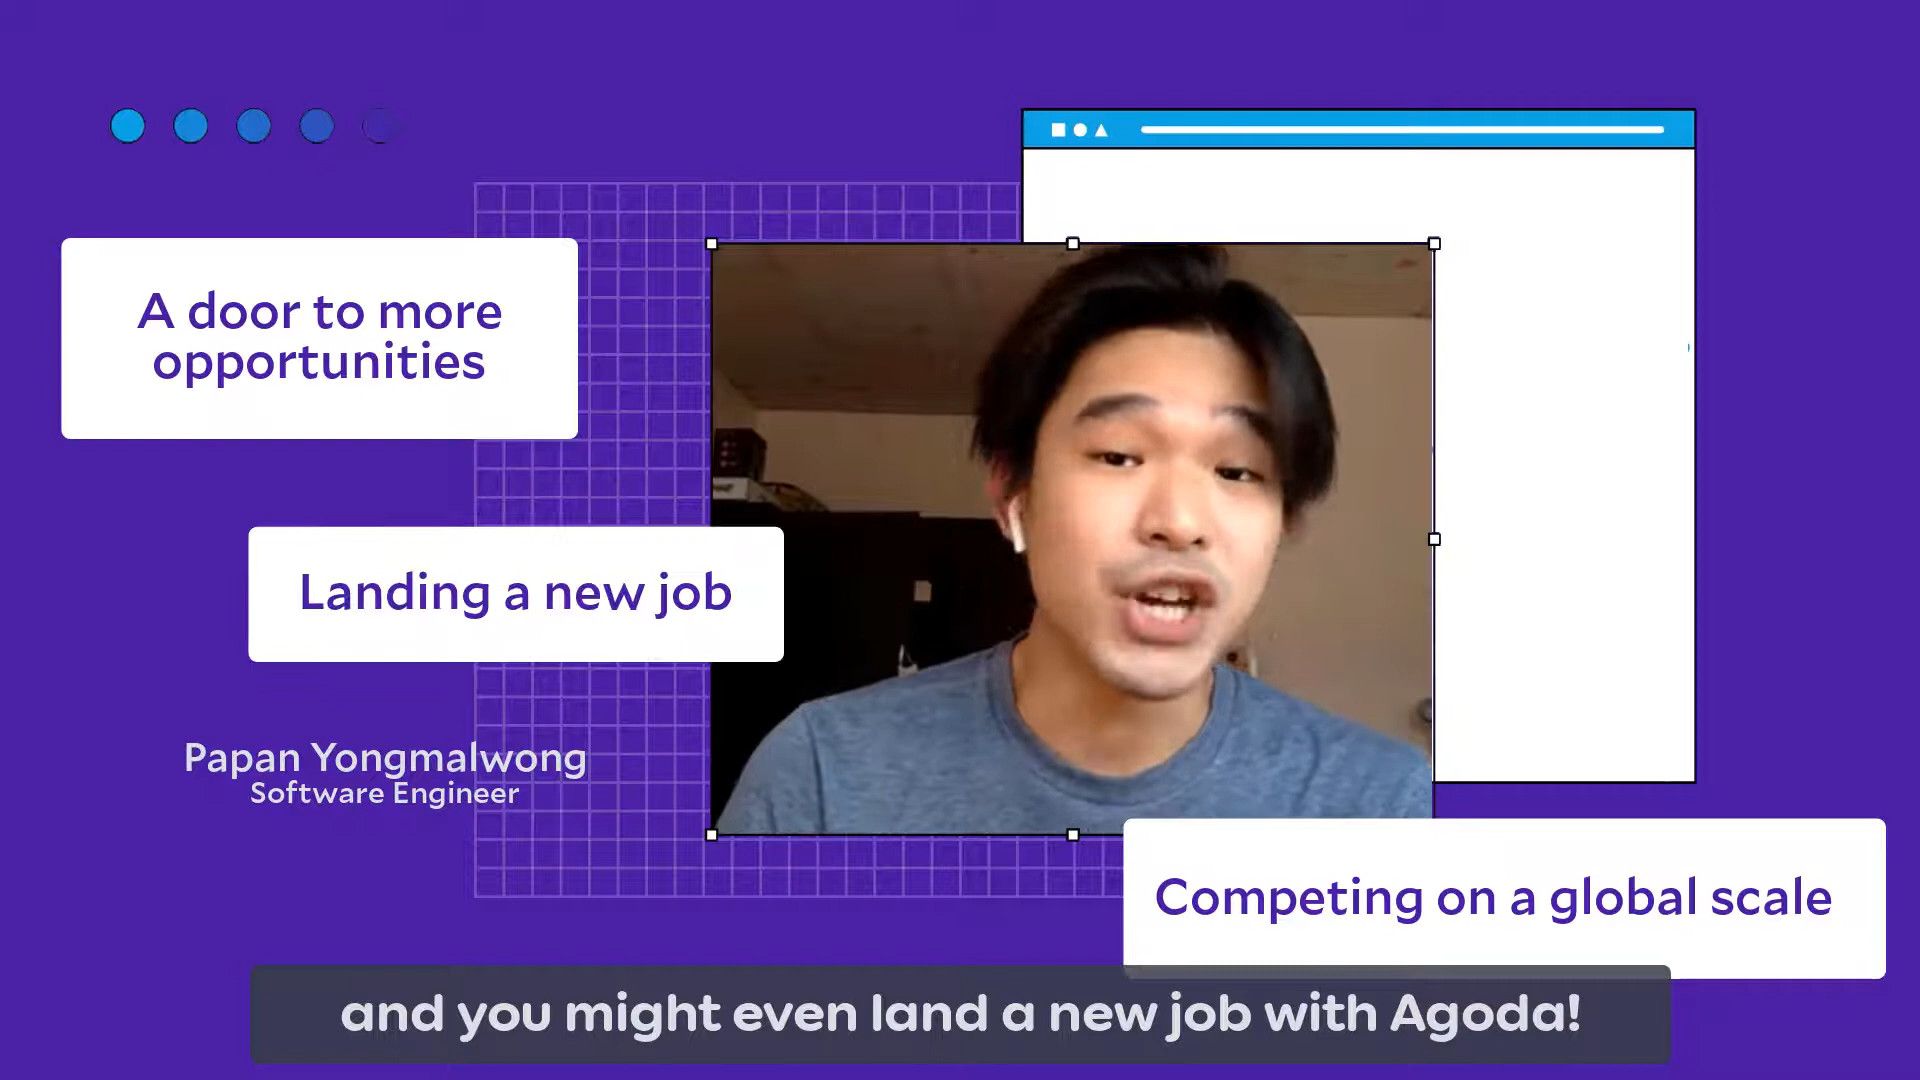 A door to more
opportunities
Landing a new job
Papan Yongmalwong
Software Engineer
Competing on a global scale
and you might even land a new job with Agoda!